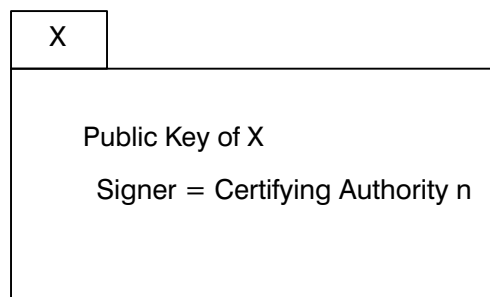 X
Public Key of X
Signer = Certifying Authority n